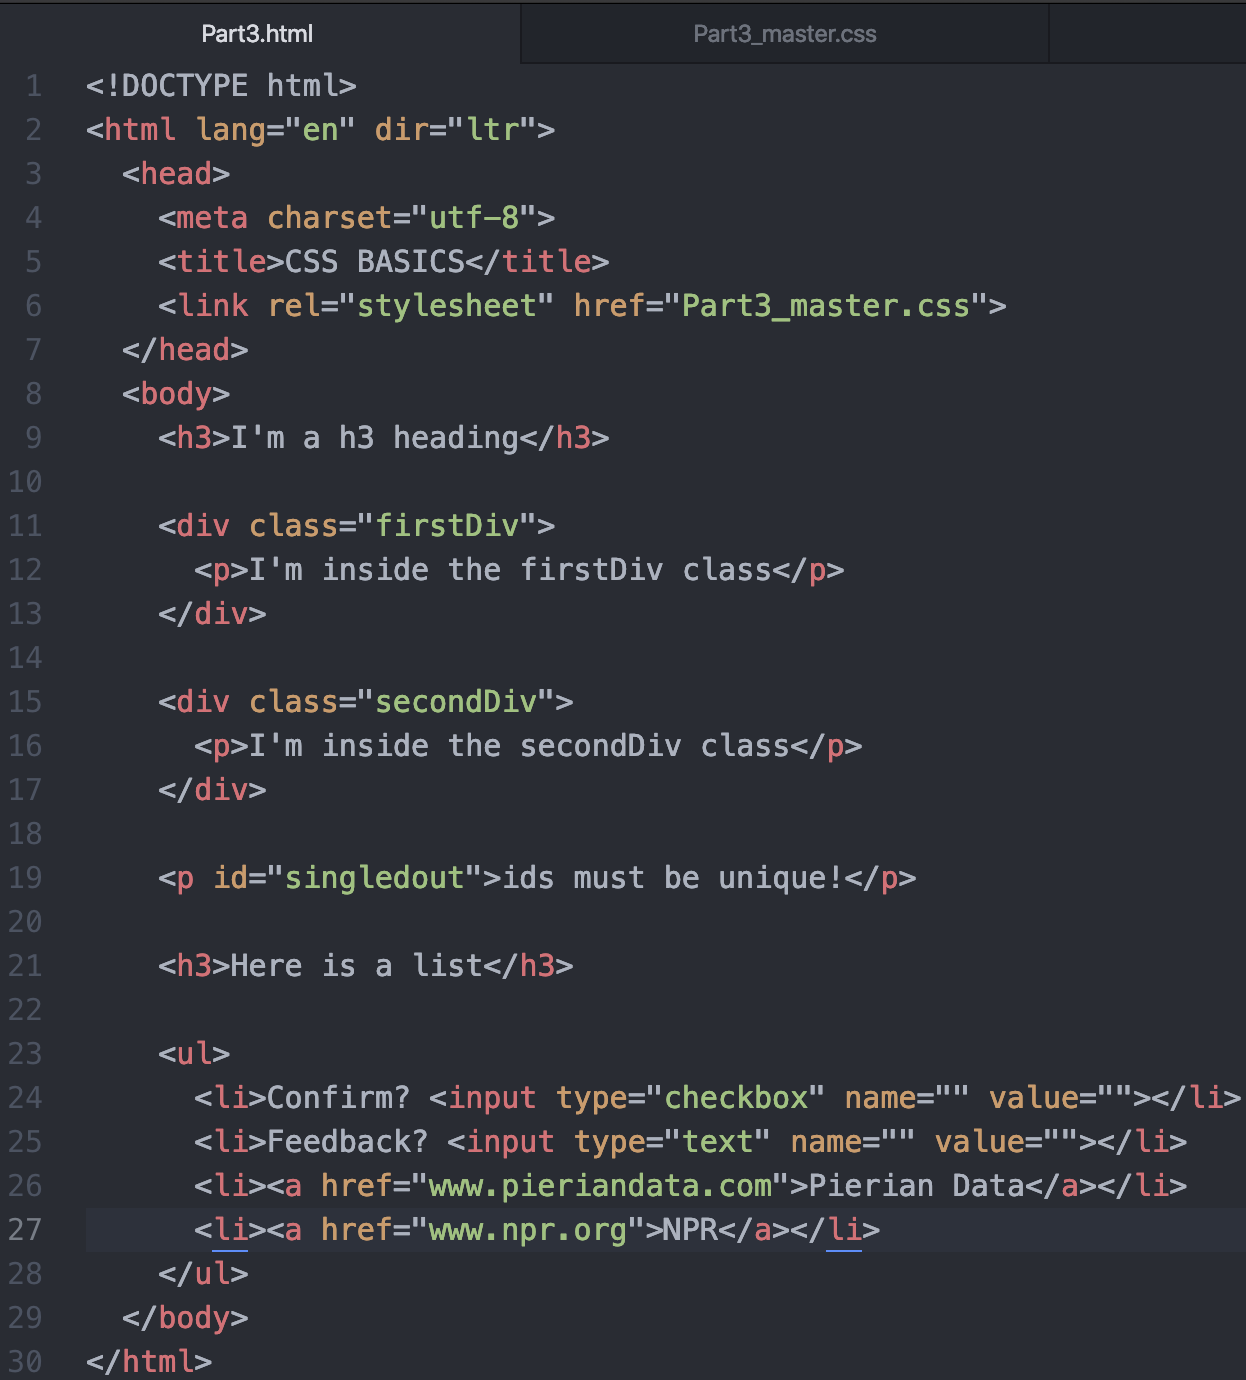 Part3.html Part3_master.css
1 <!DOCTYPE html>
2 <html lang="en" dir="ltr">
3   <head>
4     <meta charset="utf-8">
5     <title>CSS BASICS</title>
6     <link rel="stylesheet" href="Part3_master.css">
7   </head>
8   <body>
9     <h3>I'm a h3 heading</h3>
10
11     <div class="firstDiv">
12       <p>I'm inside the firstDiv class</p>
13     </div>
14
15     <div class="secondDiv">
16       <p>I'm inside the secondDiv class</p>
17     </div>
18
19     <p id="singledout">ids must be unique!</p>
20
21     <h3>Here is a list</h3>
22
23     <ul>
24       <li>Confirm? <input type="checkbox" name="" value=""></li>
25       <li>Feedback? <input type="text" name="" value=""></li>
26       <li><a href="www.pieriandata.com">Pierian Data</a></li>
27       <li><a href="www.npr.org">NPR</a></li>
28     </ul>
29   </body>
30 </html>